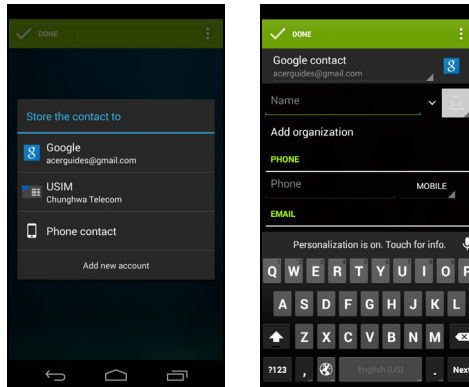 DONE
Store the contact to
Google
acerguides@gmail.com
USIM
Chunghwa Telecom
Phone contact
Add new account
DONE
Google contact
acerguides@gmail.com
8
Name
Add organization
PHONE
Phone
MOBILE
EMAIL
Personalization is on. Touch for info.
Q W E R T Y U I O P
A S D F G H J K L
Z X C V B N M
?123 , English (US) . Next